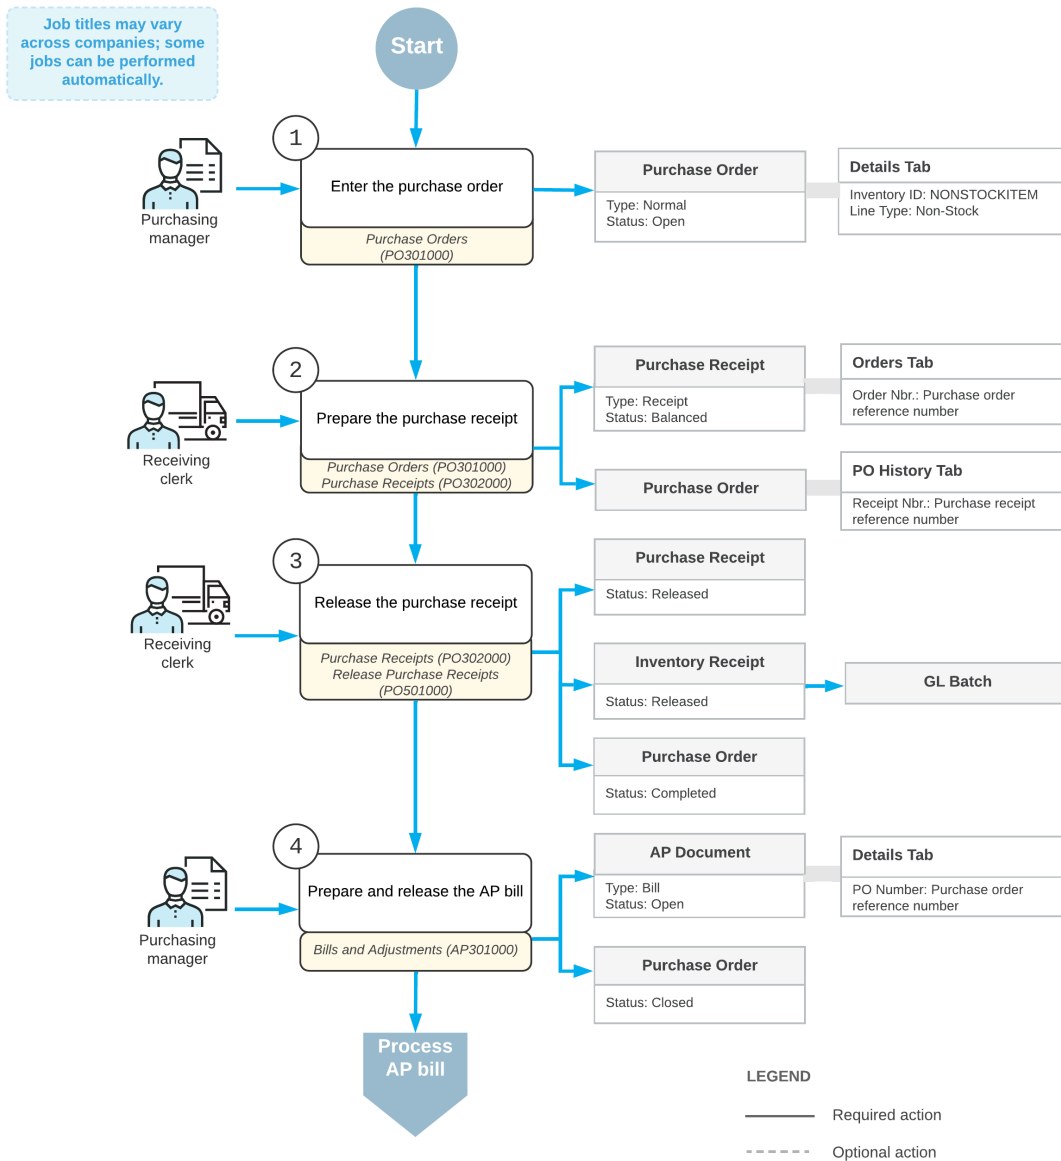 Job titles may vary
across companies; some
jobs can be performed
automatically.
Start
1
Enter the purchase order
Purchase Orders
(PO301000)
Purchasing
manager
Purchase Order
Type: Normal
Status: Open
Details Tab
Inventory ID: NONSTOCKITEM
Line Type: Non-Stock
2
Prepare the purchase receipt
Purchase Orders (PO301000)
Purchase Receipts (PO302000)
Receiving
clerk
Purchase Receipt
Type: Receipt
Status: Balanced
Orders Tab
Order Nbr.: Purchase order
reference number
Purchase Order
PO History Tab
Receipt Nbr.: Purchase receipt
reference number
3
Release the purchase receipt
Purchase Receipts (PO302000)
Release Purchase Receipts
(PO501000)
Receiving
clerk
Purchase Receipt
Status: Released
Inventory Receipt
Status: Released
GL Batch
Purchase Order
Status: Completed
4
Prepare and release the AP bill
Bills and Adjustments (AP301000)
Purchasing
manager
AP Document
Type: Bill
Status: Open
Details Tab
PO Number: Purchase order
reference number
Purchase Order
Status: Closed
Process
AP bill
LEGEND
Required action
Optional action